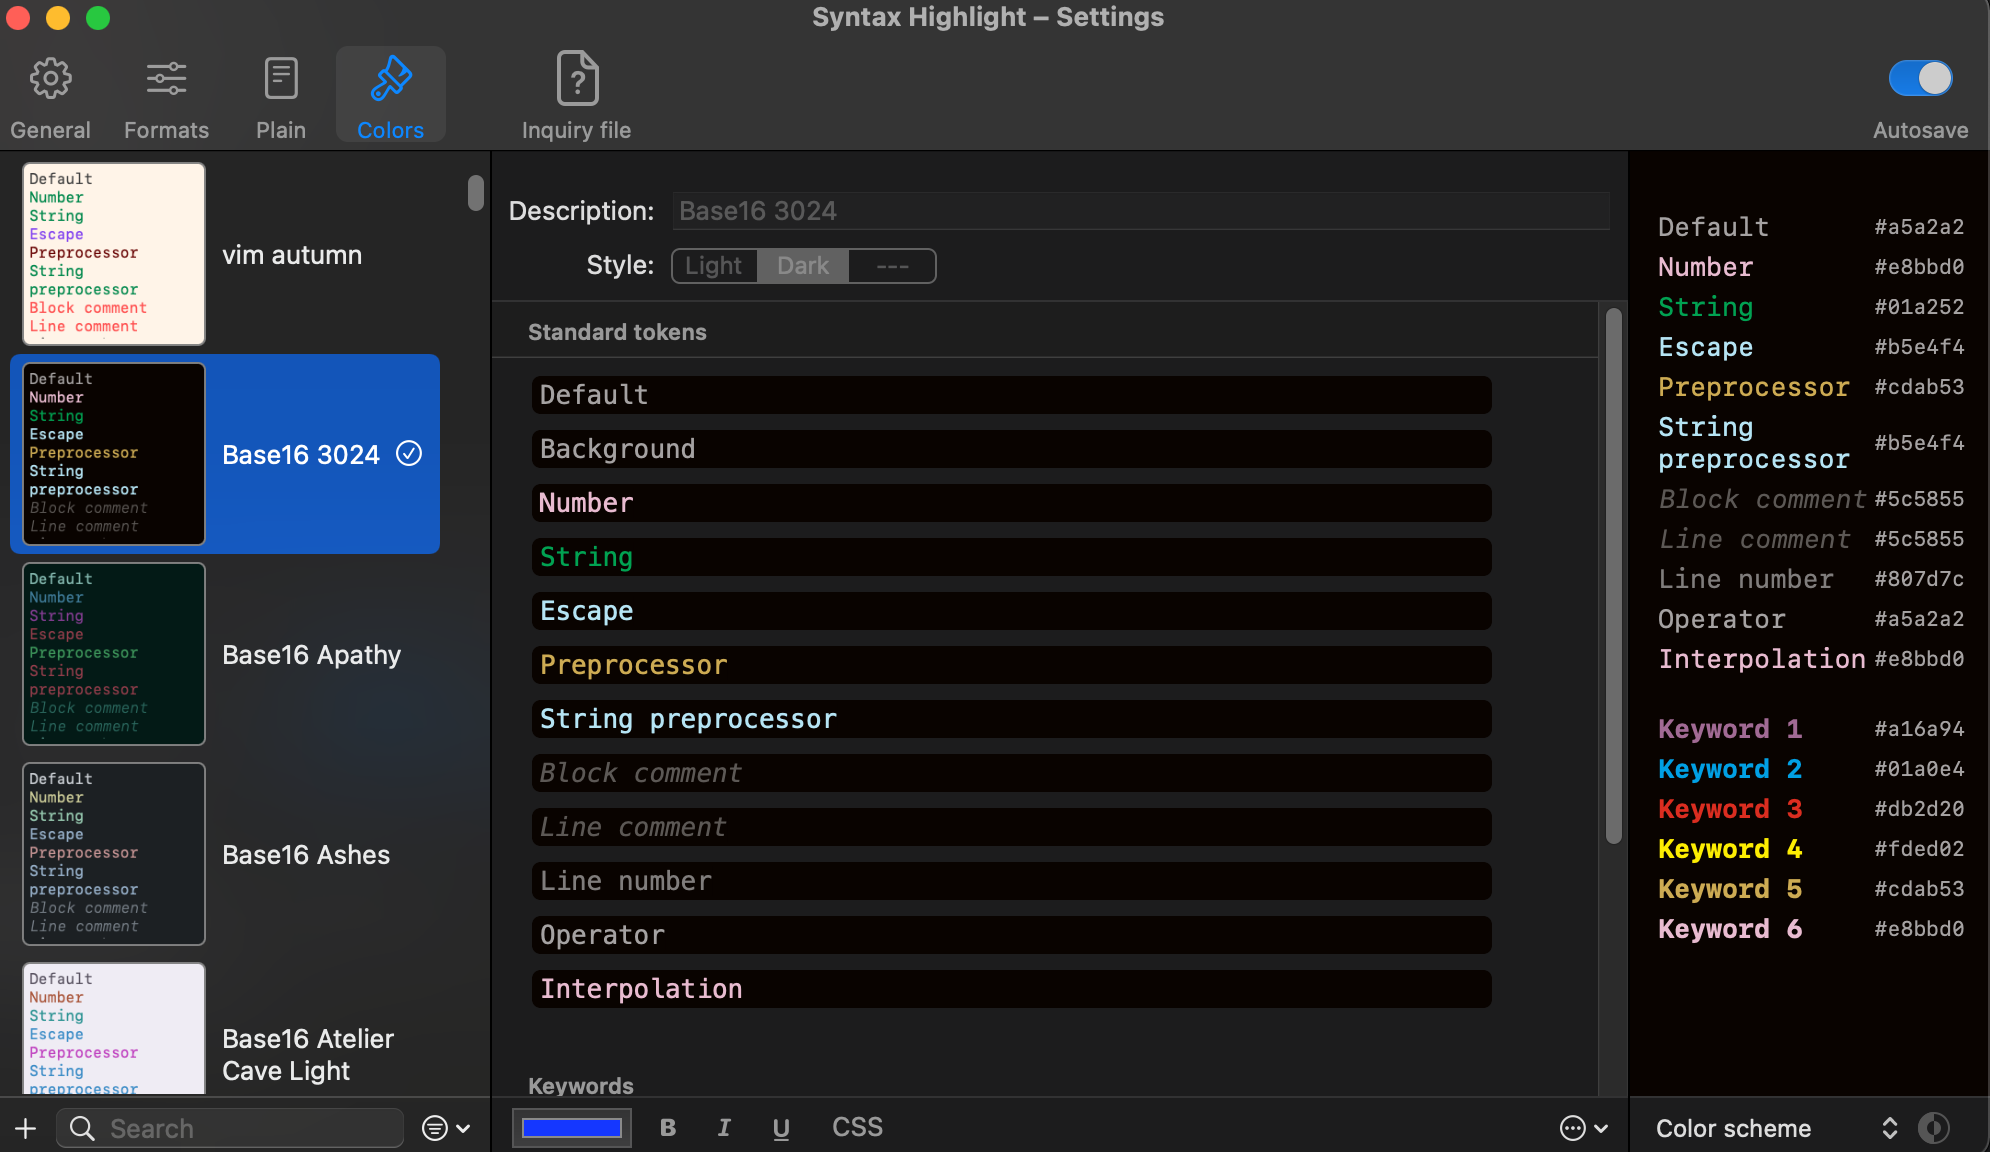 Syntax Highlight – Settings
General
Formats
Plain
Colors
Inquiry file
Autosave
Default
Number
String
Escape
Preprocessor
String
preprocessor
Block comment
Line comment
vim autumn
Default
Number
String
Escape
Preprocessor
String
preprocessor
Block comment
Line comment
Base16 3024
Default
Number
String
Escape
Preprocessor
String
preprocessor
Block comment
Line comment
Base16 Apathy
Default
Number
String
Escape
Preprocessor
String
preprocessor
Block comment
Line comment
Base16 Ashes
Default
Number
String
Escape
Preprocessor
String
preprocessor
Base16 Atelier
Cave Light
Search
Description: Base16 3024
Style: Light Dark ---
Standard tokens
Default
Background
Number
String
Escape
Preprocessor
String preprocessor
Block comment
Line comment
Line number
Operator
Interpolation
Keywords
B I U CSS
Default #a5a2a2
Number #e8bbd0
String #01a252
Escape #b5e4f4
Preprocessor #cdab53
String
preprocessor #b5e4f4
Block comment #5c5855
Line comment #5c5855
Line number #807d7c
Operator #a5a2a2
Interpolation #e8bbd0
Keyword 1 #a16a94
Keyword 2 #01a0e4
Keyword 3 #db2d20
Keyword 4 #fded02
Keyword 5 #cdab53
Keyword 6 #e8bbd0
Color scheme